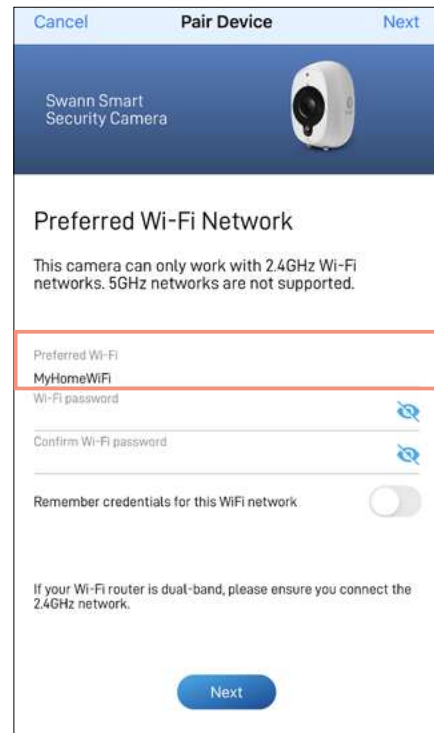 Cancel Pair Device Next
Swann Smart
Security Camera
Preferred Wi-Fi Network
This camera can only work with 2.4GHz Wi-Fi
networks. 5GHz networks are not supported.
Preferred Wi-Fi
MyHomeWiFi
Wi-Fi password
Confirm Wi-Fi password
Remember credentials for this WiFi network
If your Wi-Fi router is dual-band, please ensure you connect the
2.4GHz network.
Next